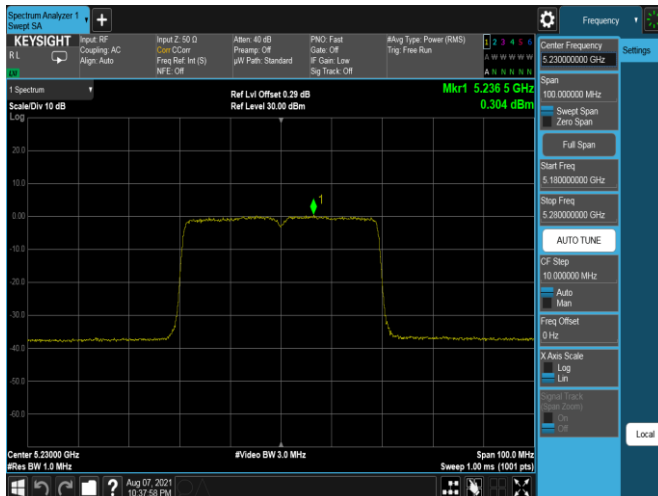 Spectrum Analyzer 1
Swept SA
Frequency
KEYSIGHT
RL
LXI
Input: RF
Coupling: AC
Align: Auto
Input Z: 50 Ω
Corr CCorr
Freq Ref: Int (S)
NFE: Off
Atten: 40 dB
Preamp: Off
µW Path: Standard
PNO: Fast
Gate: Off
IF Gain: Low
Sig Track: Off
#Avg Type: Power (RMS)
Trig: Free Run
1 2 3 4 5 6
A W W W W W
A N N N N N
1 Spectrum
Scale/Div 10 dB
Log
Ref Lvl Offset 0.29 dB
Ref Level 30.00 dBm
Mkr1 5.236 5 GHz
0.304 dBm
20.0
10.0
0.00
-10.0
-20.0
-30.0
-40.0
-50.0
-60.0
1
Center 5.23000 GHz
#Res BW 1.0 MHz
#Video BW 3.0 MHz
Span 100.0 MHz
Sweep 1.00 ms (1001 pts)
Aug 07, 2021
10:37:58 PM
Center Frequency
5.230000000 GHz
Settings
Span
100.000000 MHz
Swept Span
Zero Span
Full Span
Start Freq
5.180000000 GHz
Stop Freq
5.280000000 GHz
AUTO TUNE
CF Step
10.000000 MHz
Auto
Man
Freq Offset
0 Hz
X Axis Scale
Log
Lin
Signal Track
(Span Zoom)
On
Off
Local